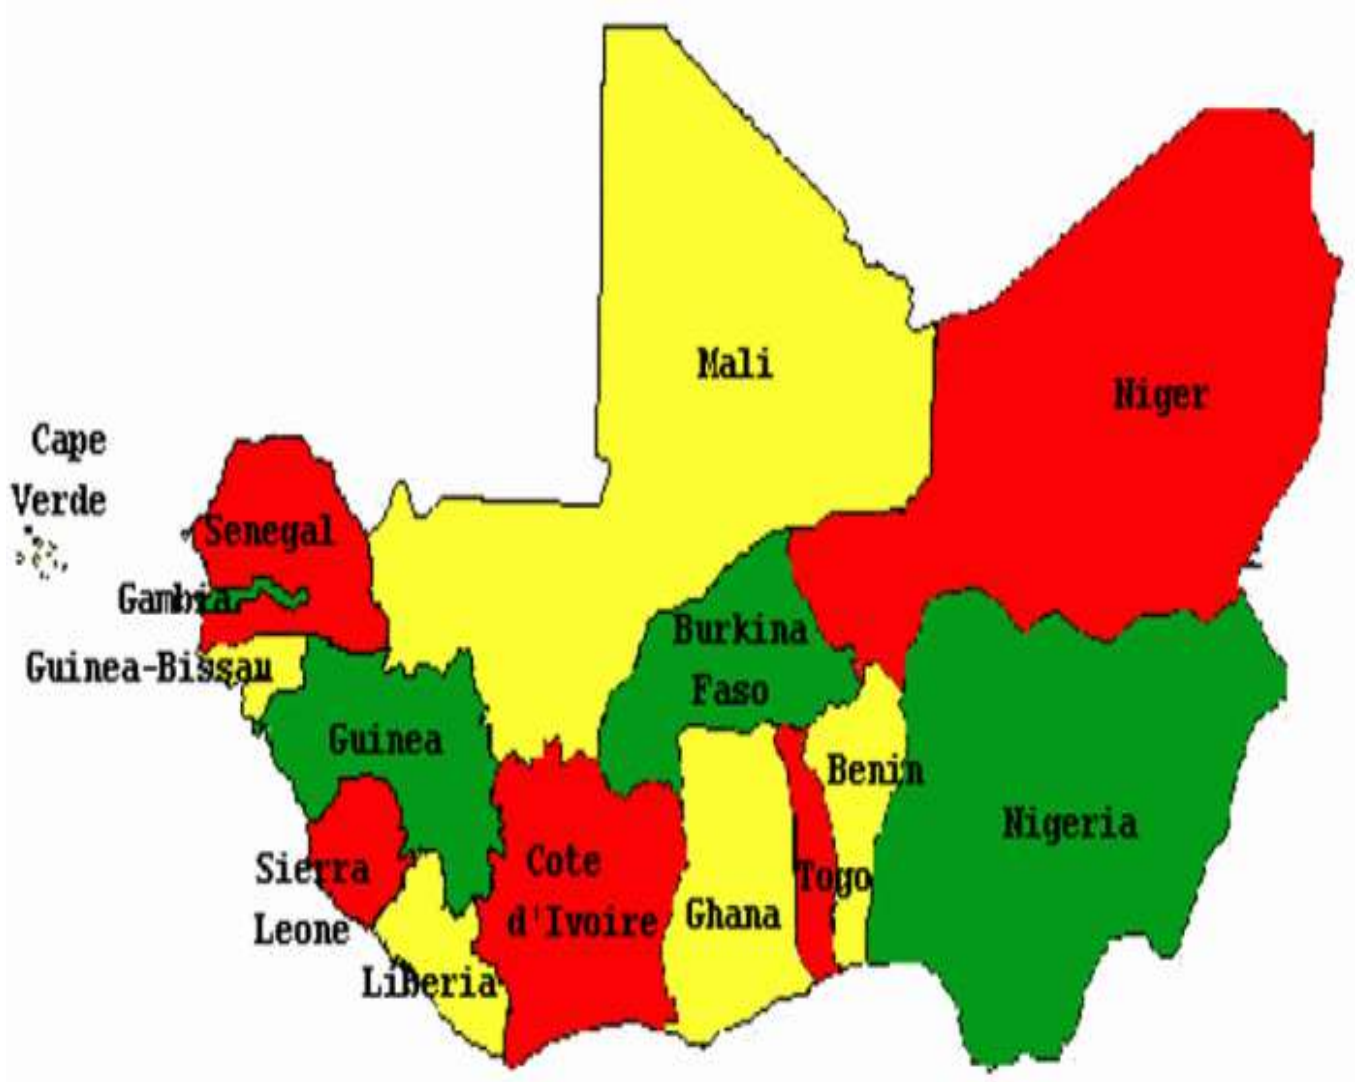 Mali
Niger
Cape
Verde
Senegal
Gambia
Guinea-Bissau
Burkina
Faso
Guinea
Benin
Nigeria
Sierra
Leone
Cote
d'Ivoire
Ghana
Togo
Liberia